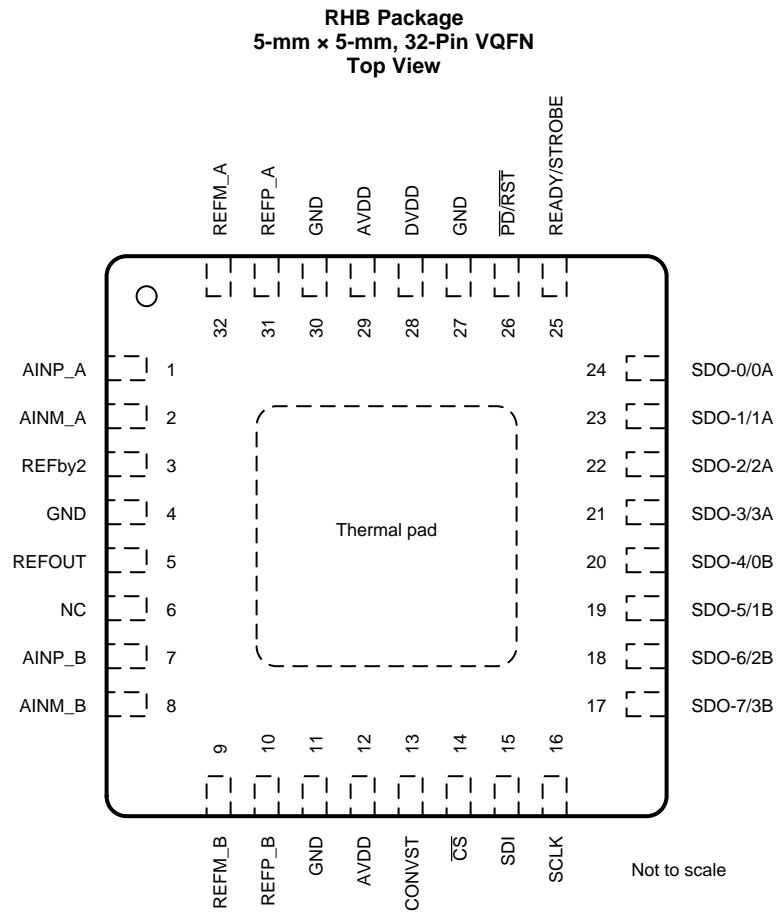 RHB Package
5-mm × 5-mm, 32-Pin VQFN
Top View
REFM_A
REFP_A
GND
AVDD
DVDD
GND
PD/RST
READY/STROBE
32
31
30
29
28
27
26
25
AINP_A 1
AINM_A 2
REFby2 3
GND 4
REFOUT 5
NC 6
AINP_B 7
AINM_B 8
Thermal pad
24 SDO-0/0A
23 SDO-1/1A
22 SDO-2/2A
21 SDO-3/3A
20 SDO-4/0B
19 SDO-5/1B
18 SDO-6/2B
17 SDO-7/3B
9
10
11
12
13
14
15
16
REFM_B
REFP_B
GND
AVDD
CONVST
CS
SDI
SCLK
Not to scale